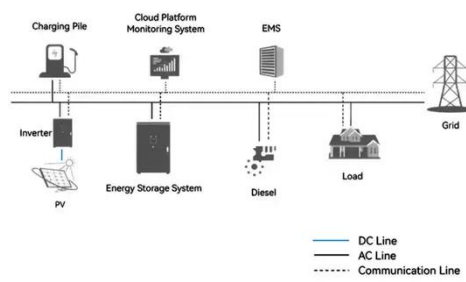 Charging Pile
Cloud Platform
Monitoring System
EMS
Grid
Inverter
PV
Energy Storage System
Diesel
Load
DC Line
AC Line
Communication Line